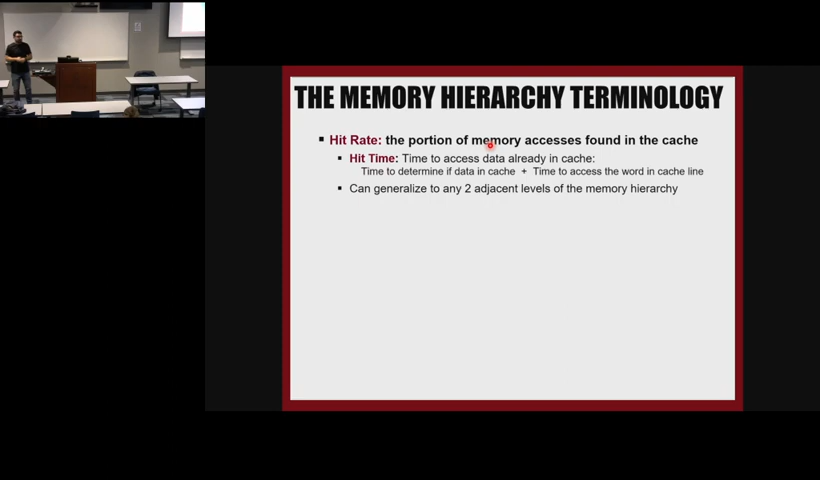 THE MEMORY HIERARCHY TERMINOLOGY
Hit Rate: the portion of memory accesses found in the cache
Hit Time: Time to access data already in cache:
Time to determine if data in cache + Time to access the word in cache line
Can generalize to any 2 adjacent levels of the memory hierarchy